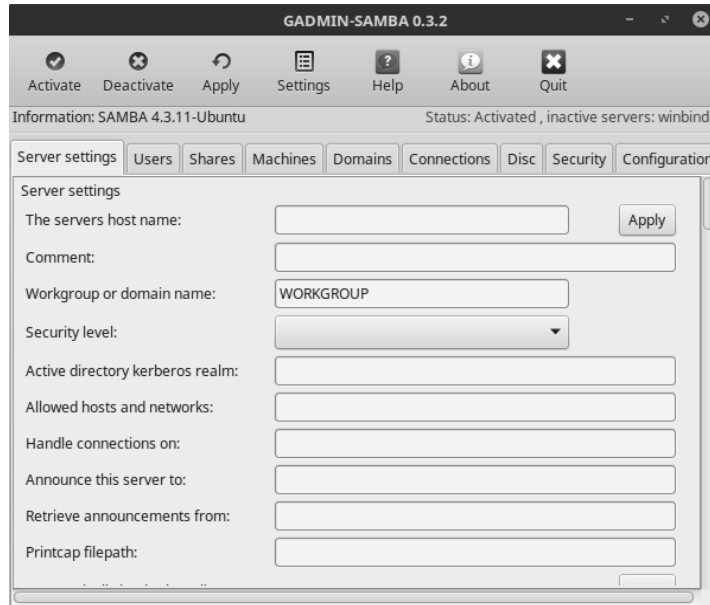 GADMIN-SAMBA 0.3.2
Activate Deactivate Apply Settings Help About Quit
Information: SAMBA 4.3.11-Ubuntu Status: Activated , inactive servers: winbind
Server settings Users Shares Machines Domains Connections Disc Security Configuration
Server settings
The servers host name: Apply
Comment:
Workgroup or domain name: WORKGROUP
Security level:
Active directory kerberos realm:
Allowed hosts and networks:
Handle connections on:
Announce this server to:
Retrieve announcements from:
Printcap filepath: